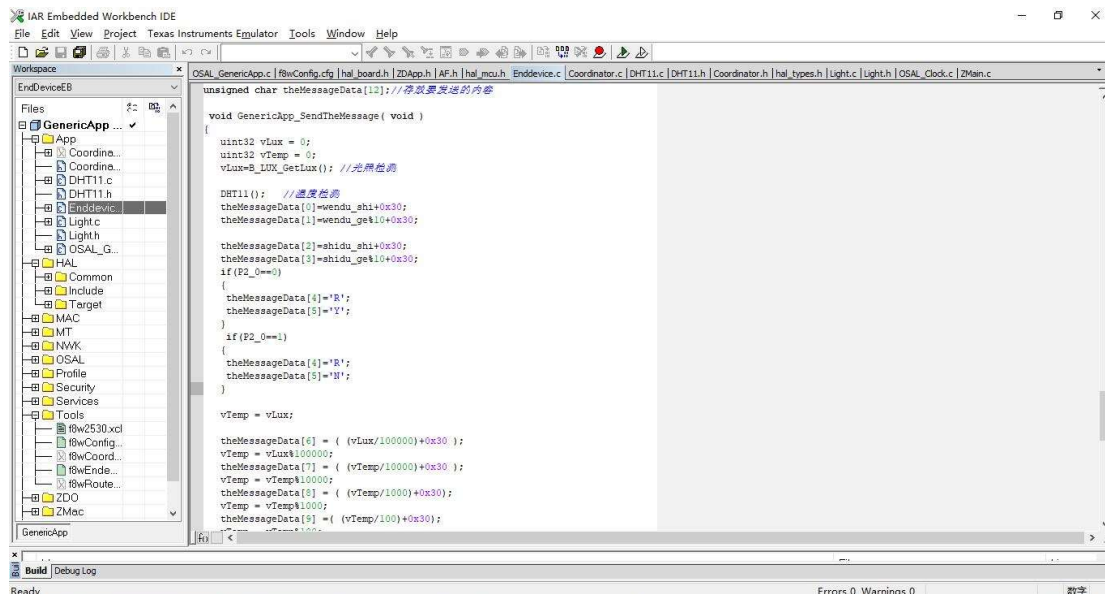 IAR Embedded Workbench IDE
File Edit View Project Texas Instruments Emulator Tools Window Help
Workspace
EndDeviceEB
Files
GenericApp ...
App
Coordina...
Coordina...
DHT11.c
DHT11.h
Enddevic...
Light.c
Light.h
OSAL_G...
HAL
Common
Include
Target
MAC
MT
NWK
OSAL
Profile
Security
Services
Tools
f8w2530.xcl
f8wConfig...
f8wCoord...
f8wEnde...
f8wRoute...
ZDO
ZMac
GenericApp
OSAL_GenericApp.c | f8wConfig.cfg | hal_board.h | ZDApp.h | AF.h | hal_mcu.h | Enddevice.c | Coordinator.c | DHT11.c | DHT11.h | Coordinator.h | hal_types.h | Light.c | Light.h | OSAL_Clock.c | ZMain.c
unsigned char theMessageData[12];//存放要发送的内容
void GenericApp_SendTheMessage( void )
{
uint32 vLux = 0;
uint32 vTemp = 0;
vLux=B_LUX_GetLux(); //光照检测
DHT11(); //温度检测
theMessageData[0]=wendu_shi+0x30;
theMessageData[1]=wendu_ge%10+0x30;
theMessageData[2]=shidu_shi+0x30;
theMessageData[3]=shidu_ge%10+0x30;
if(P2_0==0)
{
theMessageData[4]='R';
theMessageData[5]='Y';
}
if(P2_0==1)
{
theMessageData[4]='R';
theMessageData[5]='N';
}
vTemp = vLux;
theMessageData[6] = ( (vLux/100000)+0x30 );
vTemp = vLux%100000;
theMessageData[7] = ( (vTemp/10000)+0x30 );
vTemp = vTemp%10000;
theMessageData[8] = ( (vTemp/1000)+0x30);
vTemp = vTemp%1000;
theMessageData[9] =( (vTemp/100)+0x30);
Build Debug Log
Ready
Errors 0, Warnings 0
数字